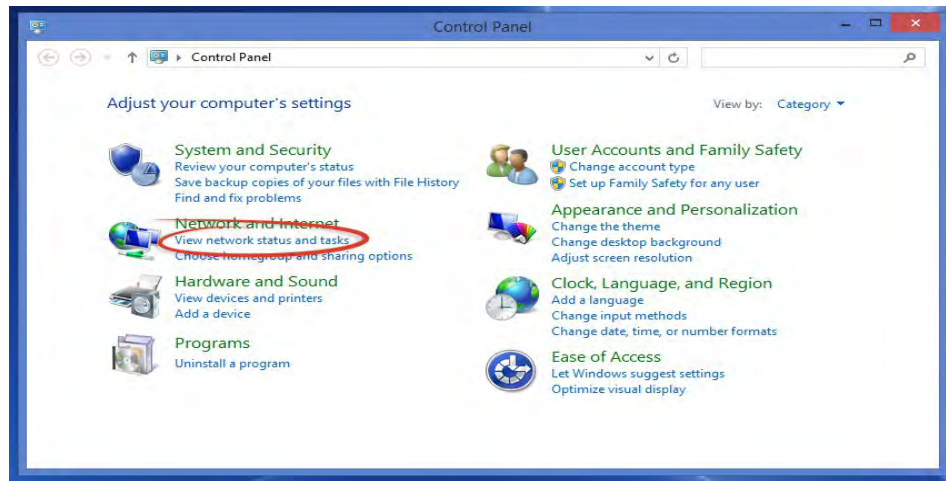 Control Panel
Control Panel
Adjust your computer's settings
View by: Category
System and Security
Review your computer's status
Save backup copies of your files with File History
Find and fix problems
Network and Internet
View network status and tasks
Choose homegroup and sharing options
Hardware and Sound
View devices and printers
Add a device
Programs
Uninstall a program
User Accounts and Family Safety
Change account type
Set up Family Safety for any user
Appearance and Personalization
Change the theme
Change desktop background
Adjust screen resolution
Clock, Language, and Region
Add a language
Change input methods
Change date, time, or number formats
Ease of Access
Let Windows suggest settings
Optimize visual display